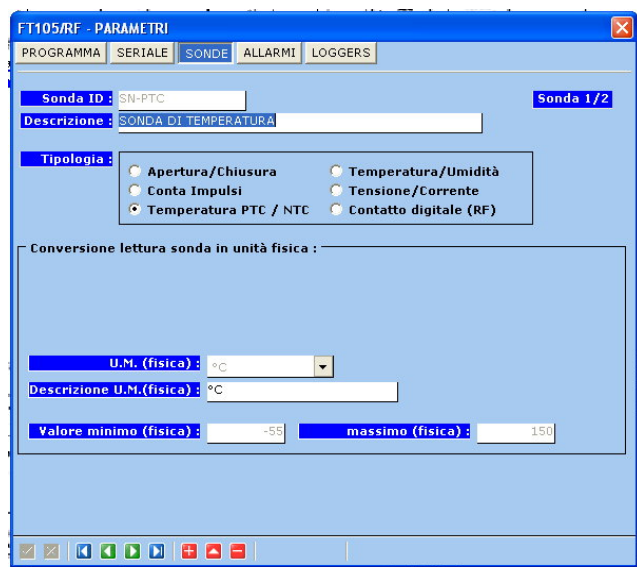 FT105/RF - PARAMETRI
PROGRAMMA SERIALE SONDE ALLARMI LOGGERS
Sonda ID : SN-PTC Sonda 1/2
Descrizione : SONDA DI TEMPERATURA
Tipologia :
Apertura/Chiusura Temperatura/Umidità
Conta Impulsi Tensione/Corrente
Temperatura PTC / NTC Contatto digitale (RF)
Conversione lettura sonda in unità fisica :
U.M. (fisica) : °C
Descrizione U.M.(fisica) : °C
Valore minimo (fisica) : -55 massimo (fisica) : 150